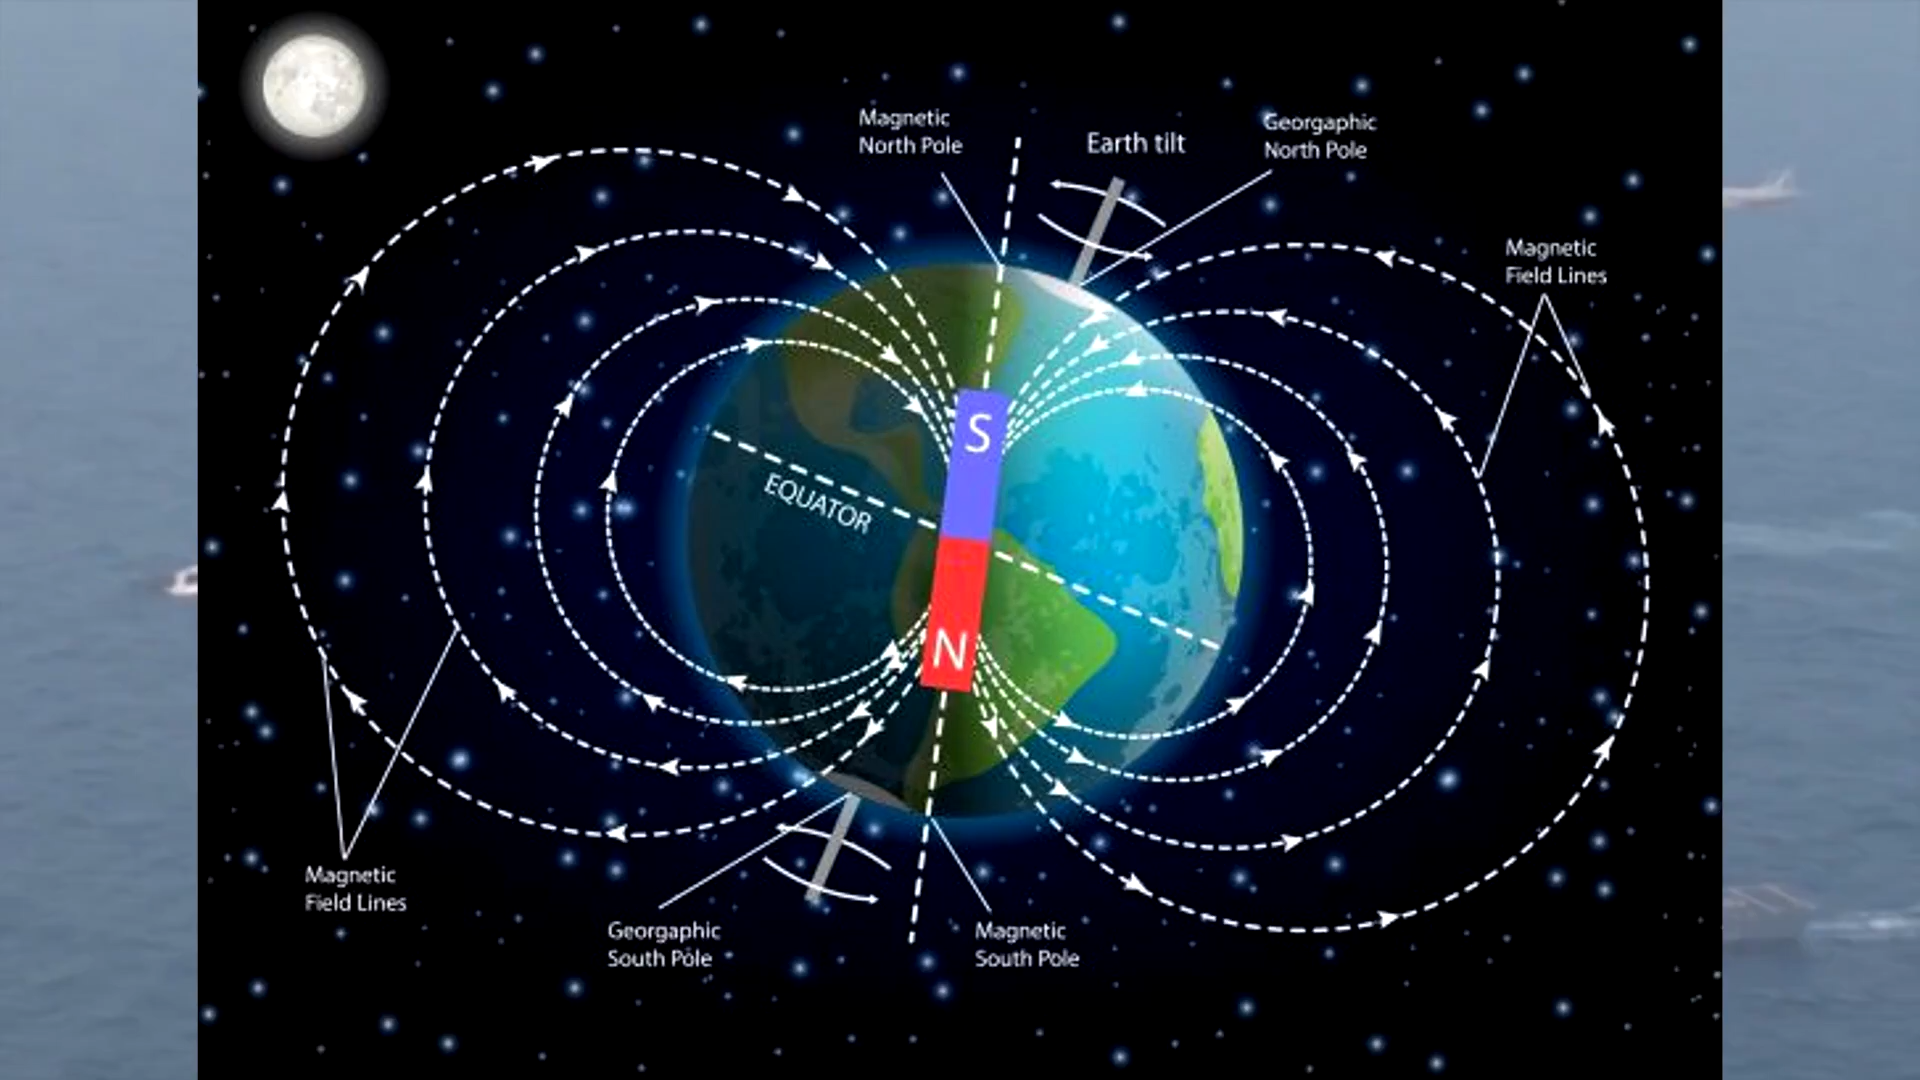 Magnetic
North Pole
Earth tilt
Georgaphic
North Pole
Magnetic
Field Lines
S
EQUATOR
N
Magnetic
Field Lines
Georgaphic
South Pole
Magnetic
South Pole